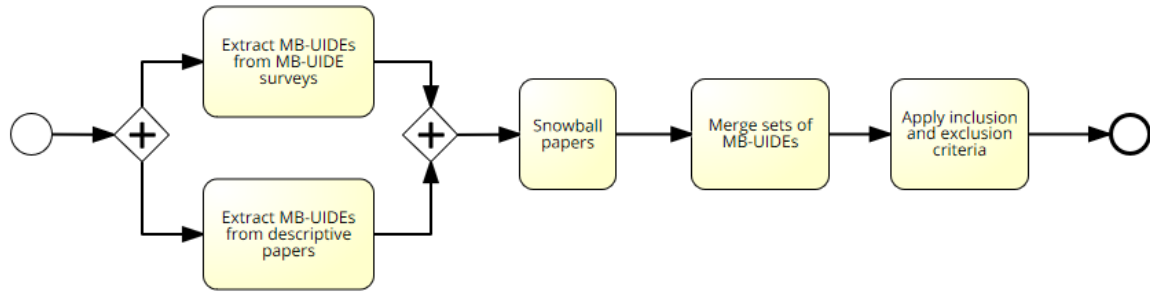 Extract MB-UIDEs
from MB-UIDE
surveys
Extract MB-UIDEs
from descriptive
papers
Snowball
papers
Merge sets of
MB-UIDEs
Apply inclusion
and exclusion
criteria